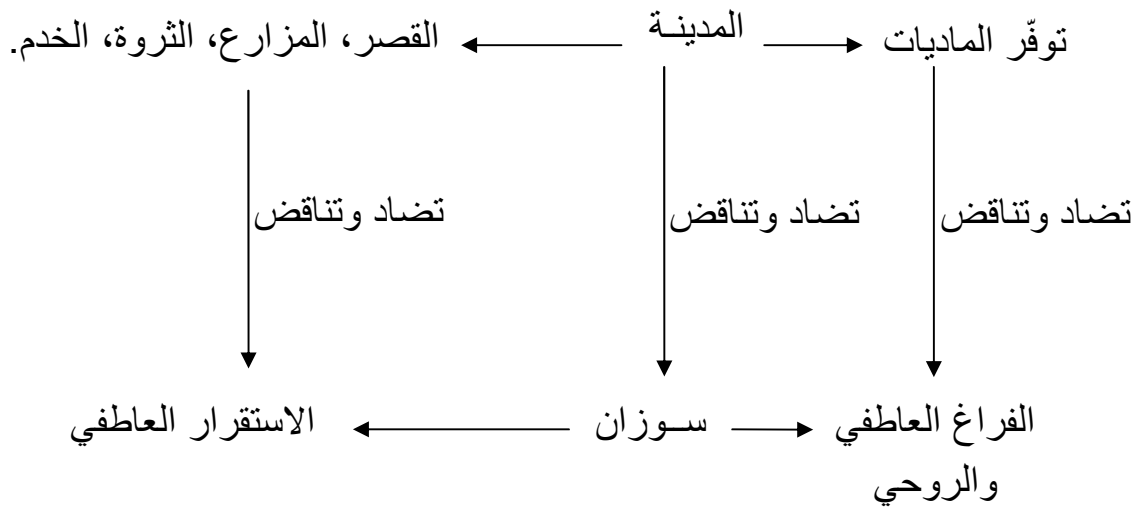 توفّر الماديات المدينـة القصر، المزارع، الثروة، الخدم.
تضاد وتناقض تضاد وتناقض تضاد وتناقض
الفراغ العاطفي سـوزان الاستقرار العاطفي
والروحي